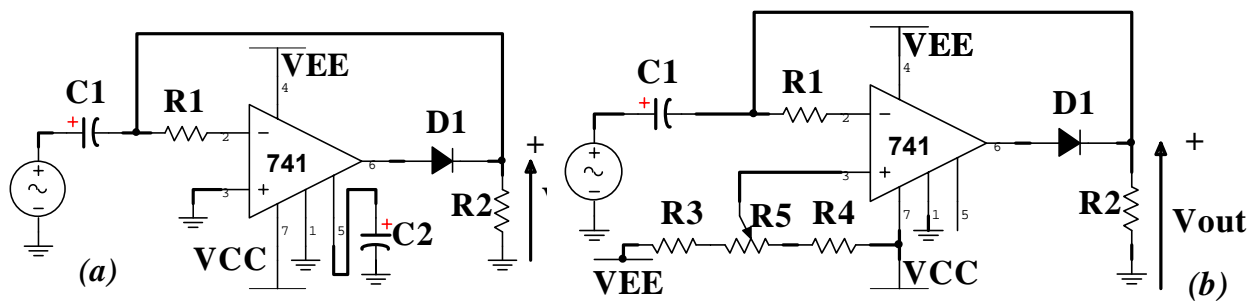 VEE
4
C1
+
R1
2
−
741
6
D1
3
+
+
~
7
1
5
+
C2
R2
+
VCC
(a)
VEE
4
C1
+
R1
2
−
741
6
D1
+
3
+
+
~
R3
R5
R4
7
1
5
R2
Vout
VEE
VCC
(b)